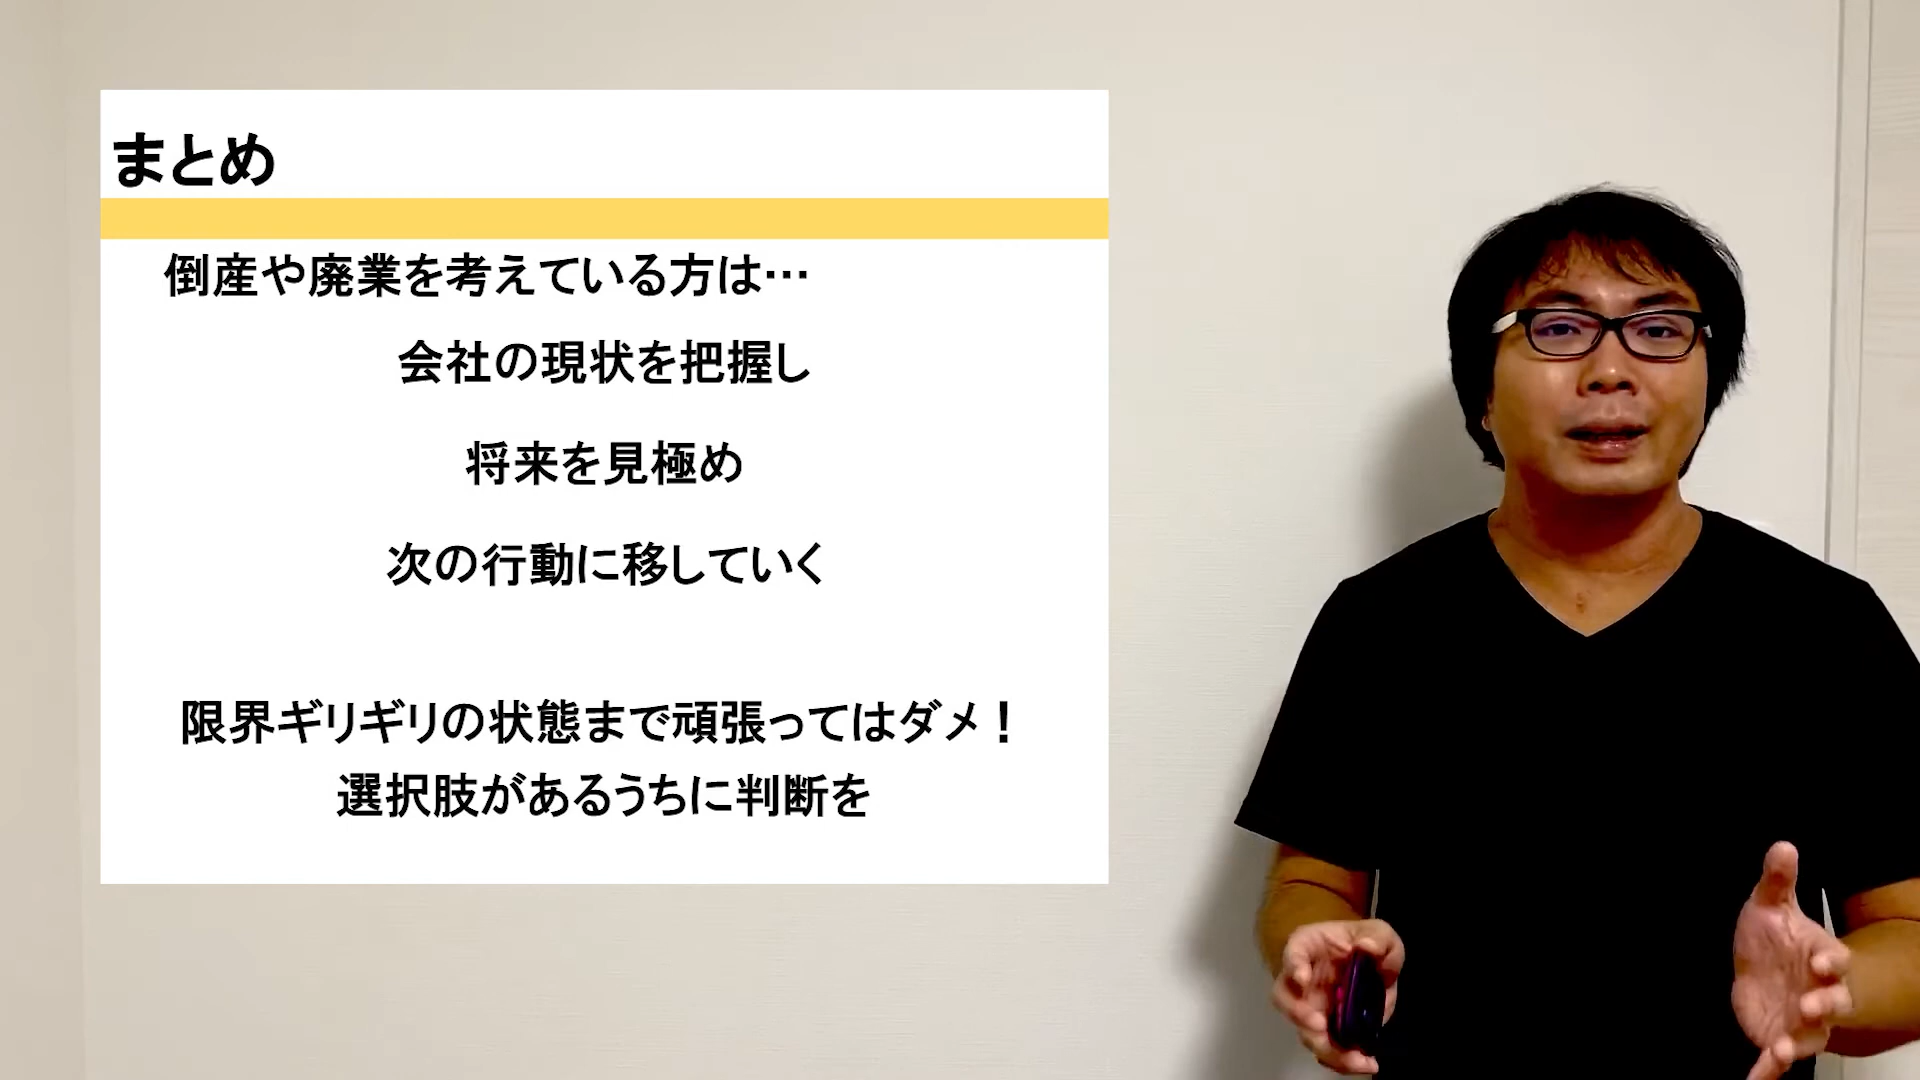 まとめ
倒産や廃業を考えている方は…
会社の現状を把握し
将来を見極め
次の行動に移していく
限界ギリギリの状態まで頑張ってはダメ！
選択肢があるうちに判断を